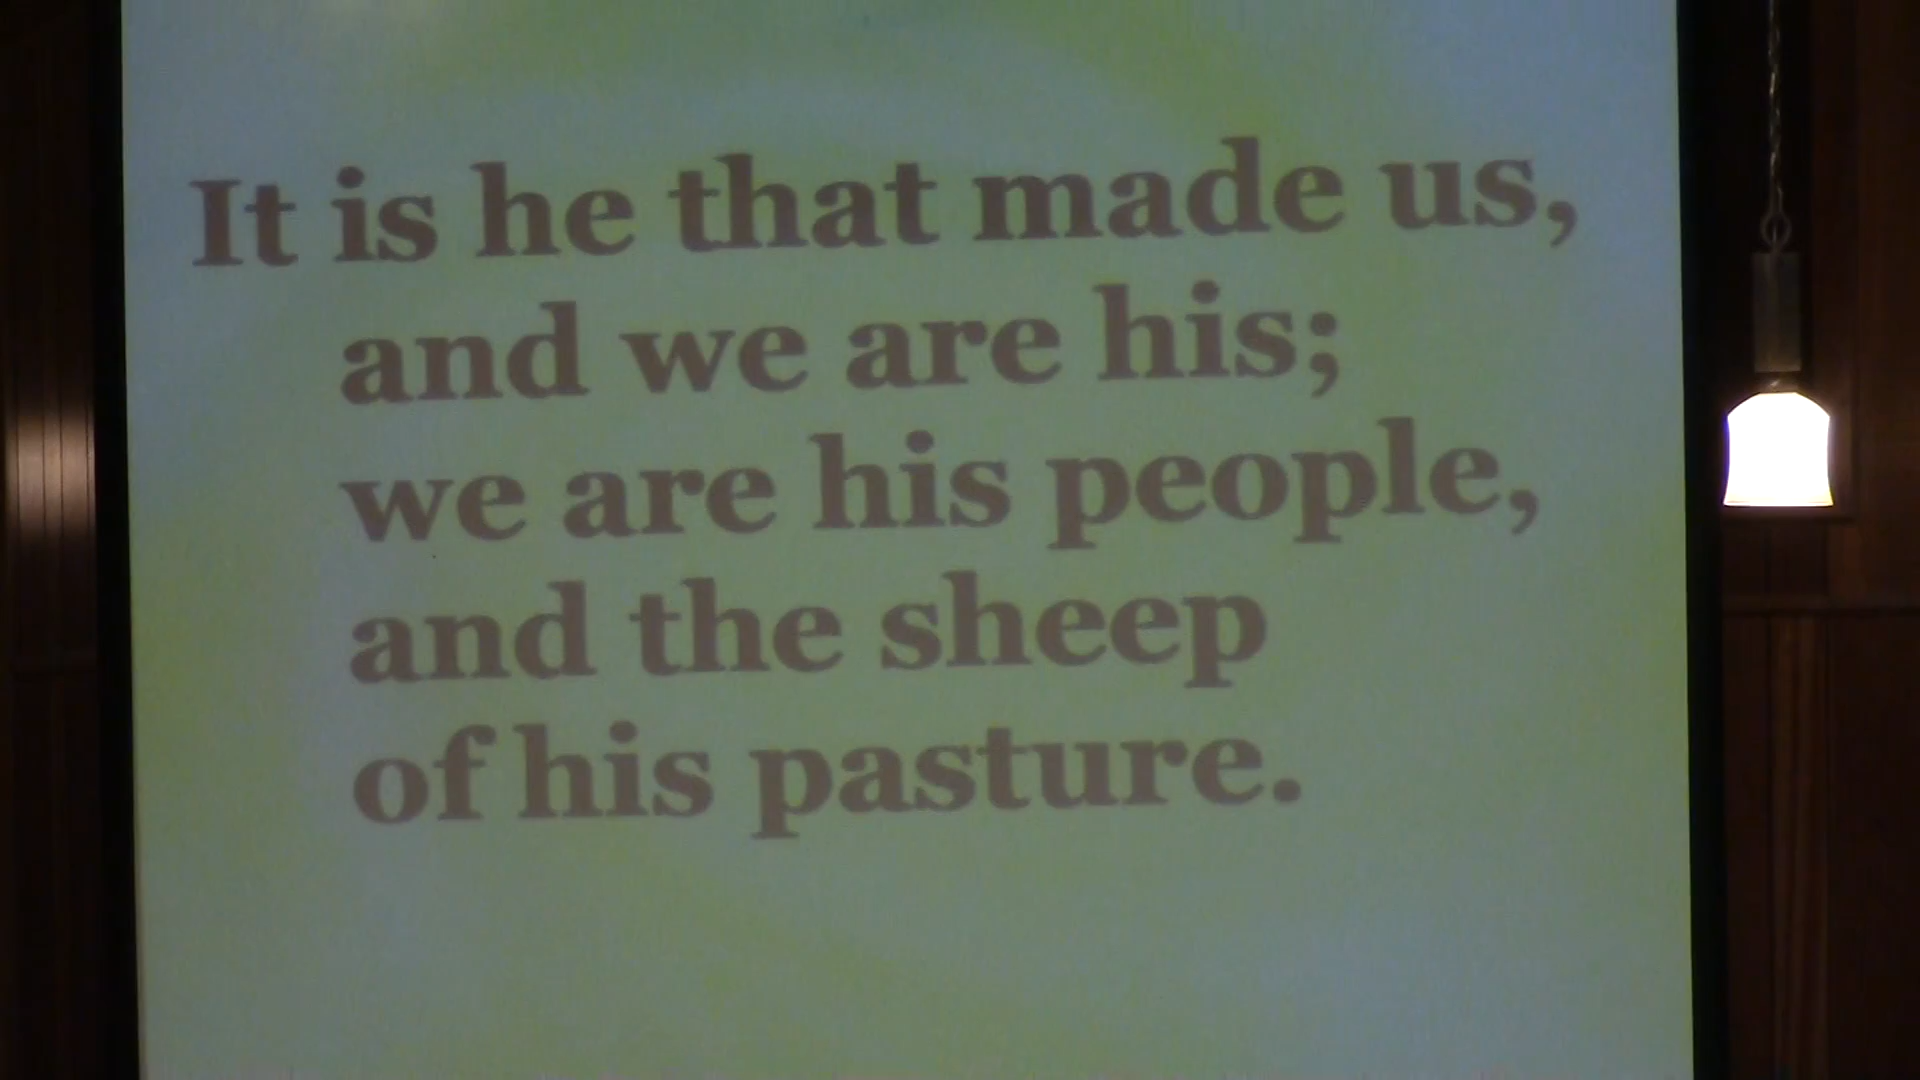 It is he that made us,
and we are his;
we are his people,
and the sheep
of his pasture.